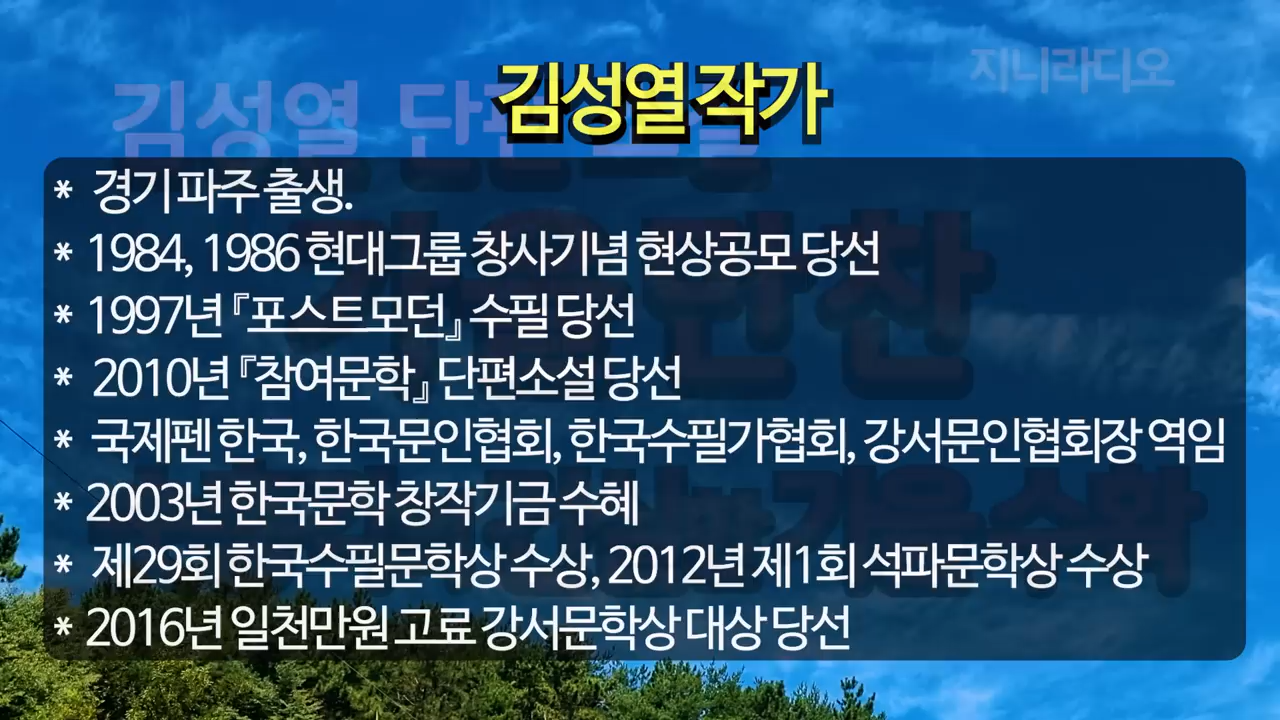 지니라디오
김성열 작가
김성열 단편소설
* 경기 파주 출생.
* 1984, 1986 현대그룹 창사기념 현상공모 당선
* 1997년 『포스트모던』 수필 당선
* 2010년 『참여문학』 단편소설 당선
* 국제펜 한국, 한국문인협회, 한국수필가협회, 강서문인협회장 역임
* 2003년 한국문학 창작기금 수혜
* 제29회 한국수필문학상 수상, 2012년 제1회 석파문학상 수상
* 2016년 일천만원 고료 강서문학상 대상 당선